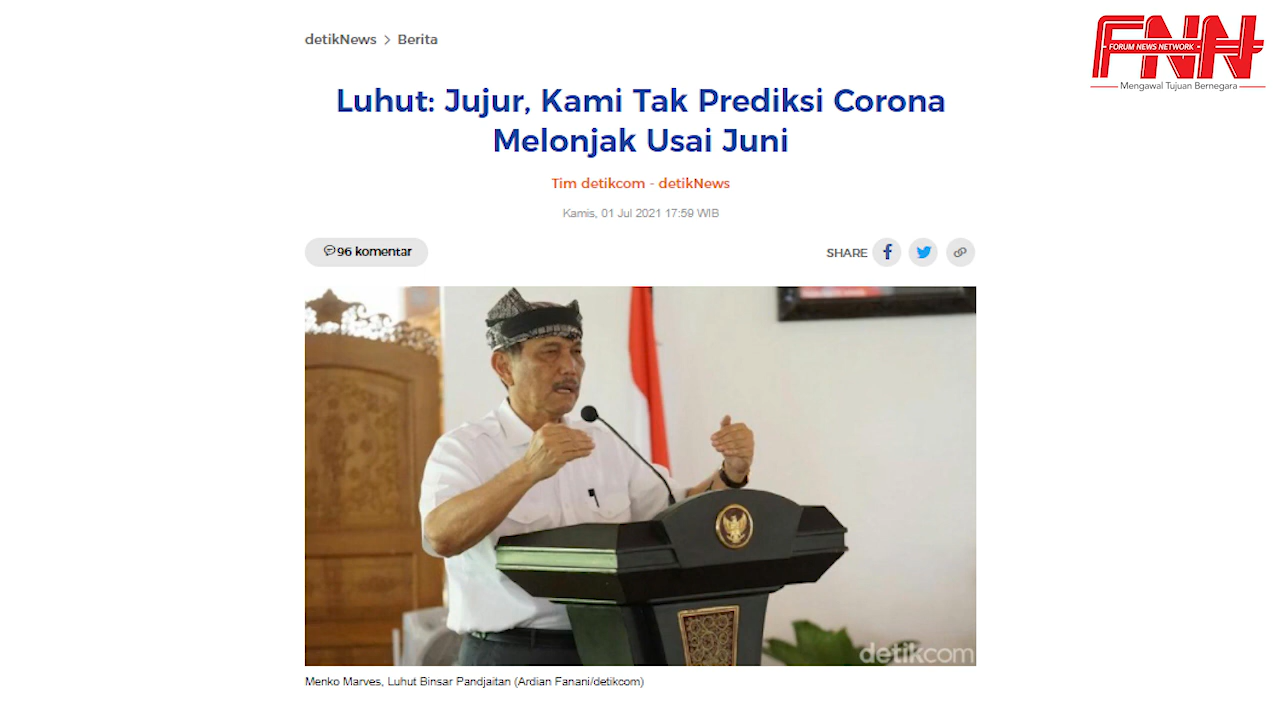 detikNews > Berita
FORUM NEWS NETWORK
FNN
Mengawal Tujuan Bernegara
Luhut: Jujur, Kami Tak Prediksi Corona
Melonjak Usai Juni
Tim detikcom - detikNews
Kamis, 01 Jul 2021 17:59 WIB
96 komentar
SHARE
detikcom
Menko Marves, Luhut Binsar Pandjaitan (Ardian Fanani/detikcom)